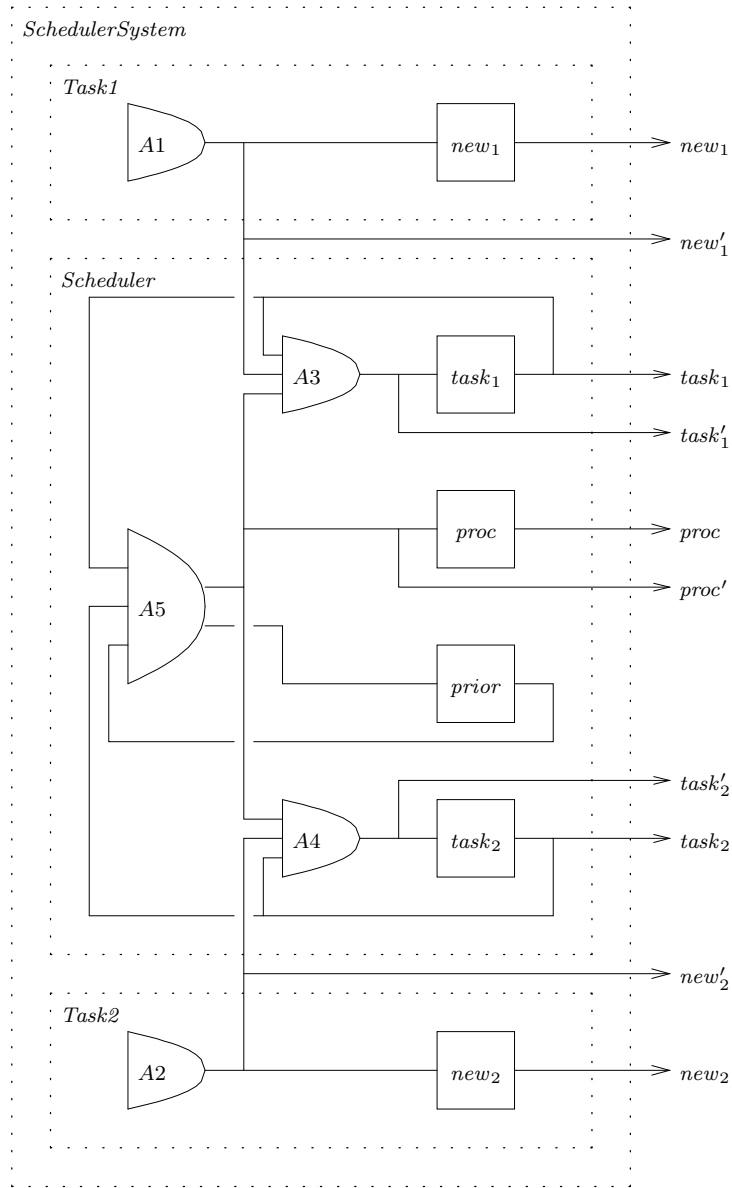 SchedulerSystem
Task1
A1
new₁
new₁
new′₁
Scheduler
A3
task₁
task₁
task′₁
proc
proc
A5
proc′
prior
task′₂
A4
task₂
task₂
new′₂
Task2
A2
new₂
new₂